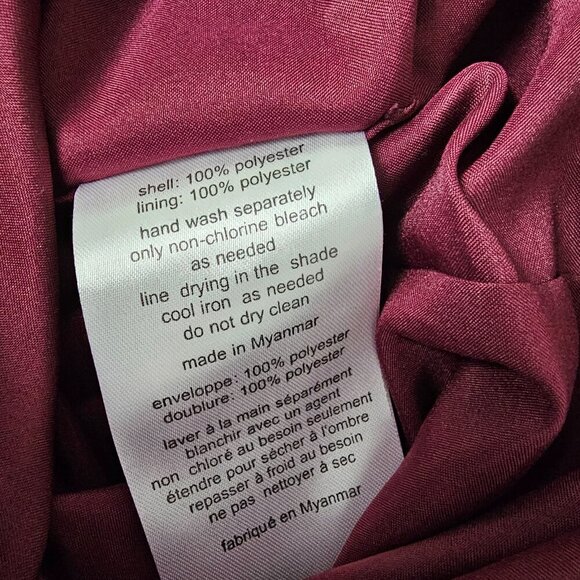 shell: 100% polyester
lining: 100% polyester
hand wash separately
only non-chlorine bleach
as needed
line drying in the shade
cool iron as needed
do not dry clean
made in Myanmar
enveloppe: 100% polyester
doublure: 100% polyester
laver à la main séparément
blanchir avec un agent
non chloré au besoin seulement
étendre pour sécher à l'ombre
repasser à froid au besoin
ne pas nettoyer à sec
fabriqué en Myanmar